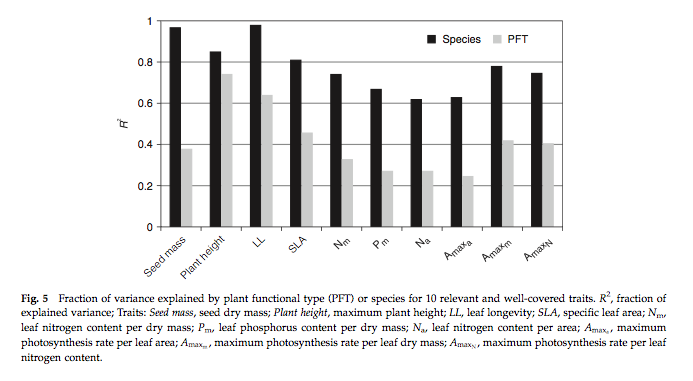 1
Species PFT
0.8
0.6
R²
0.4
0.2
0
Seed mass
Plant height
LL
SLA
Nm
Pm
Na
Amaxa
Amaxm
AmaxN
Fig. 5 Fraction of variance explained by plant functional type (PFT) or species for 10 relevant and well-covered traits. R², fraction of
explained variance; Traits: Seed mass, seed dry mass; Plant height, maximum plant height; LL, leaf longevity; SLA, specific leaf area; Nm,
leaf nitrogen content per dry mass; Pm, leaf phosphorus content per dry mass; Na, leaf nitrogen content per area; Amaxa, maximum
photosynthesis rate per leaf area; Amaxm, maximum photosynthesis rate per leaf dry mass; AmaxN, maximum photosynthesis rate per leaf
nitrogen content.